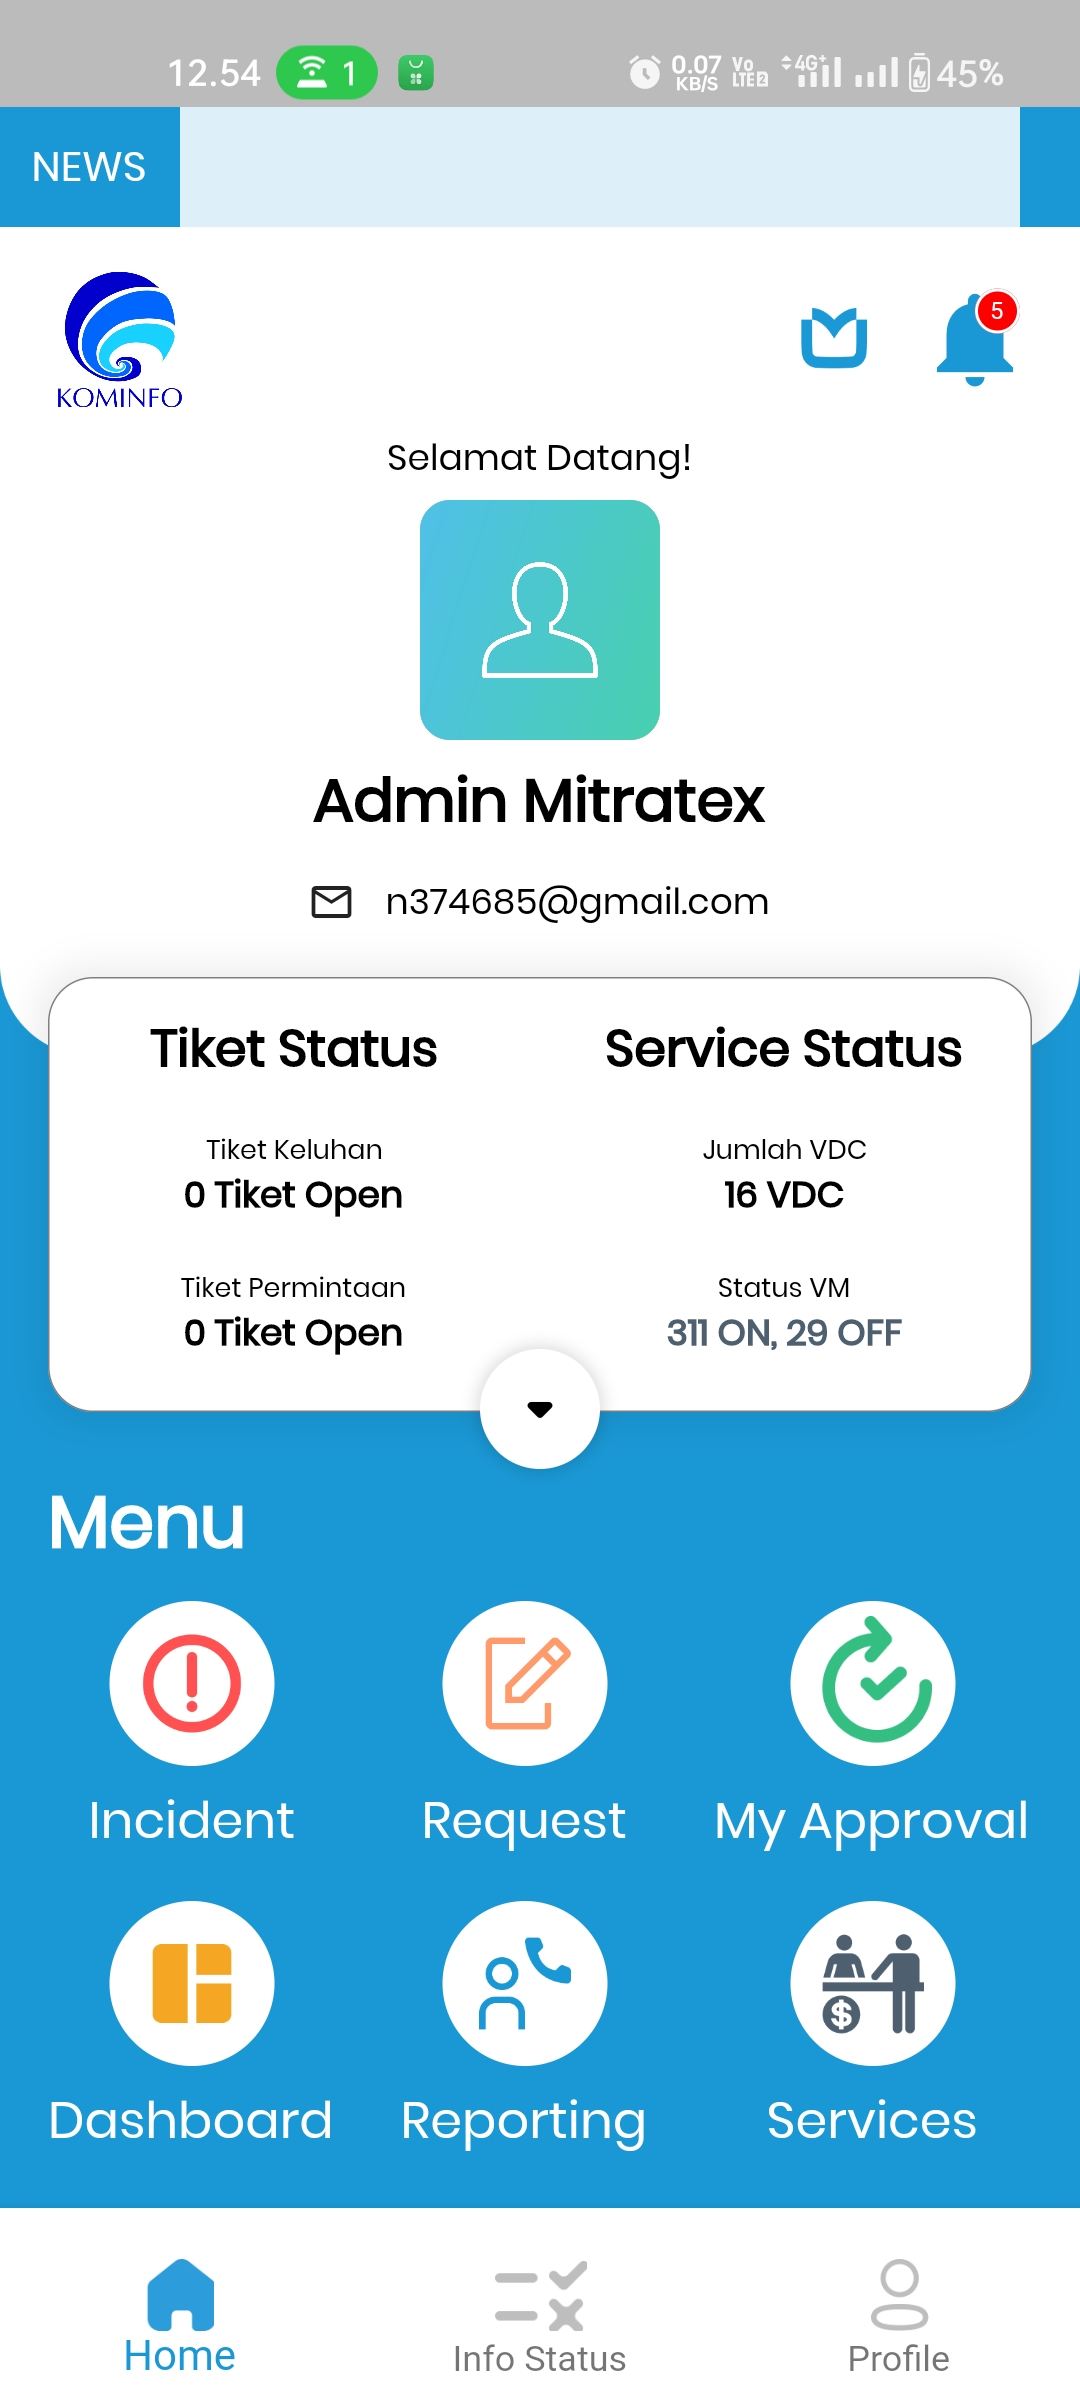 12.54 1 0.07 KB/S Vo LTE 2 4G+ 45%
NEWS
5
KOMINFO
Selamat Datang!
Admin Mitratex
n374685@gmail.com
Tiket Status Service Status
Tiket Keluhan Jumlah VDC
0 Tiket Open 16 VDC
Tiket Permintaan Status VM
0 Tiket Open 311 ON, 29 OFF
Menu
Incident Request My Approval
Dashboard Reporting Services
Home Info Status Profile